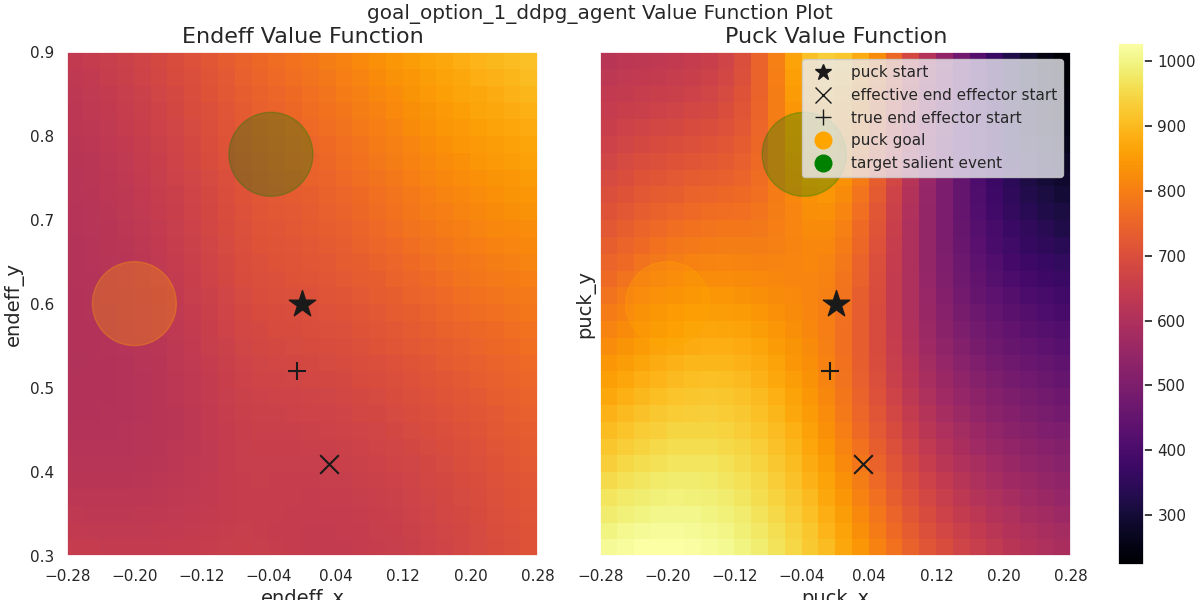 goal_option_1_ddpg_agent Value Function Plot
Endeff Value Function
Puck Value Function
endeff_y
0.9
0.8
0.7
0.6
0.5
0.4
0.3
−0.28 −0.20 −0.12 −0.04 0.04 0.12 0.20 0.28
endeff_x
puck_y
puck start
effective end effector start
true end effector start
puck goal
target salient event
−0.28 −0.20 −0.12 −0.04 0.04 0.12 0.20 0.28
puck_x
1000
900
800
700
600
500
400
300